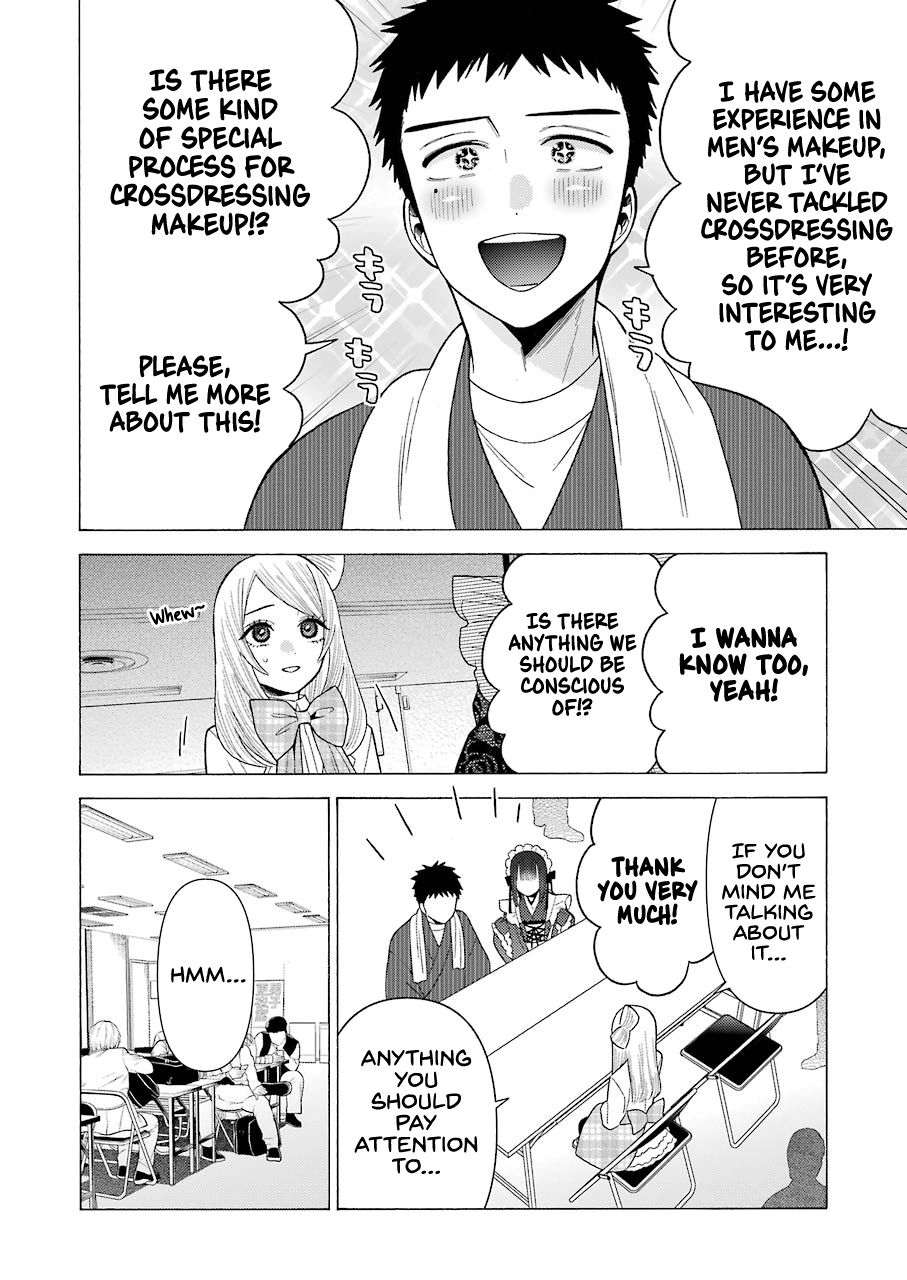 I HAVE SOME
EXPERIENCE IN
MEN'S MAKEUP,
BUT I'VE
NEVER TACKLED
CROSSDRESSING
BEFORE,
SO IT'S VERY
INTERESTING
TO ME...!
IS THERE
SOME KIND
OF SPECIAL
PROCESS FOR
CROSSDRESSING
MAKEUP!?
PLEASE,
TELL ME MORE
ABOUT THIS!
キラ
キラ
キラ
I WANNA
KNOW TOO,
YEAH!
IS THERE
ANYTHING WE
SHOULD BE
CONSCIOUS
OF!?
Whew~
IF YOU
DON'T
MIND ME
TALKING
ABOUT
IT...
THANK
YOU VERY
MUCH!
ANYTHING
YOU
SHOULD
PAY
ATTENTION
TO...
HMM...